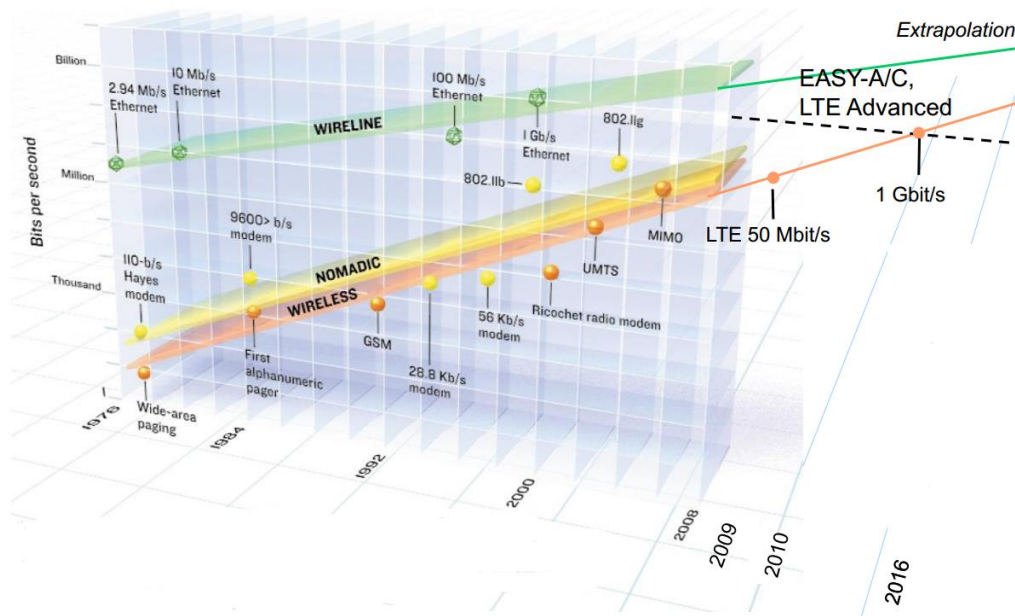 Extrapolation
Billion
10 Mb/s
Ethernet
2.94 Mb/s
Ethernet
100 Mb/s
Ethernet
EASY-A/C,
LTE Advanced
WIRELINE
1 Gb/s
Ethernet
802.11g
Million
802.11b
1 Gbit/s
Bits per second
9600> b/s
modem
MIMO
LTE 50 Mbit/s
110-b/s
Hayes
modem
NOMADIC
UMTS
Thousand
WIRELESS
Ricochet radio modem
56 Kb/s
modem
GSM
First
alphanumeric
pager
28.8 Kb/s
modem
1
Wide-area
paging
1976
1984
1992
2000
2008
2009
2010
2016